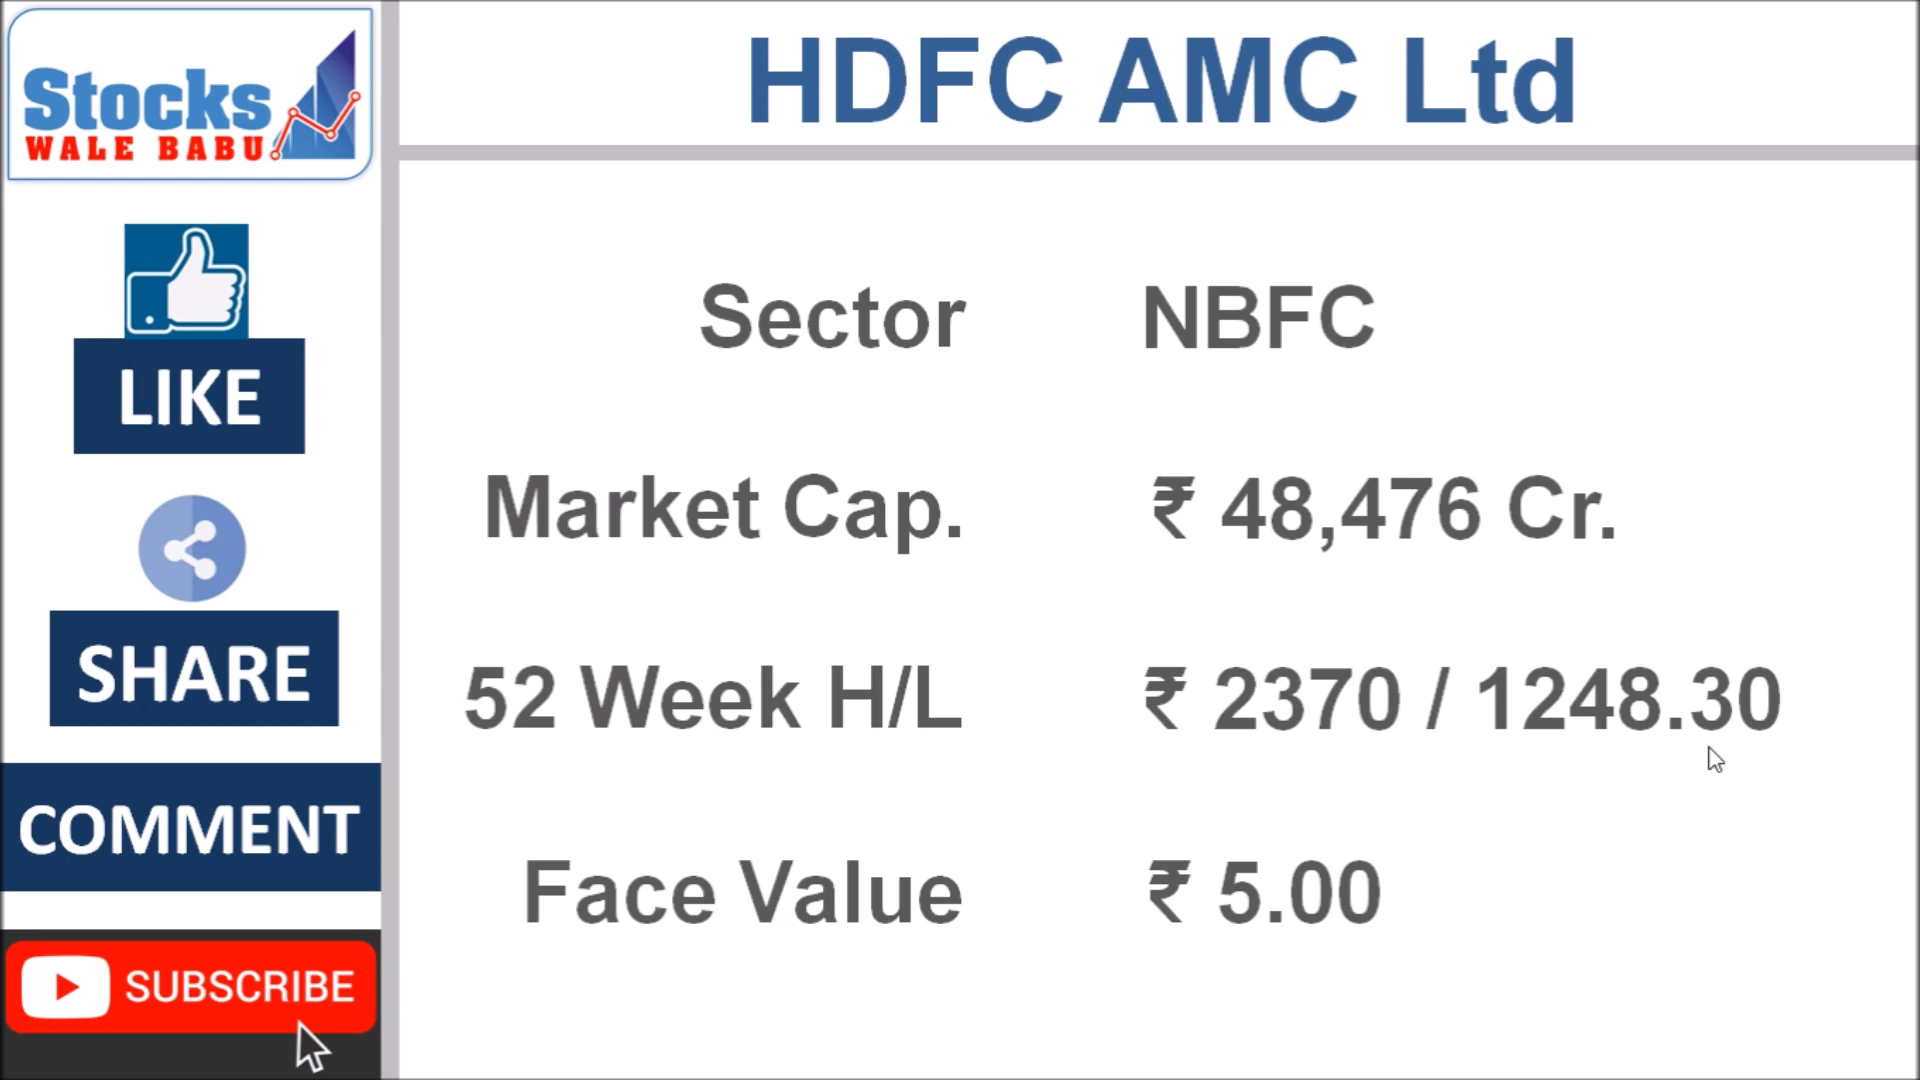 Stocks
WALE BABU
LIKE
SHARE
COMMENT
SUBSCRIBE
HDFC AMC Ltd
Sector NBFC
Market Cap. ₹ 48,476 Cr.
52 Week H/L ₹ 2370 / 1248.30
Face Value ₹ 5.00